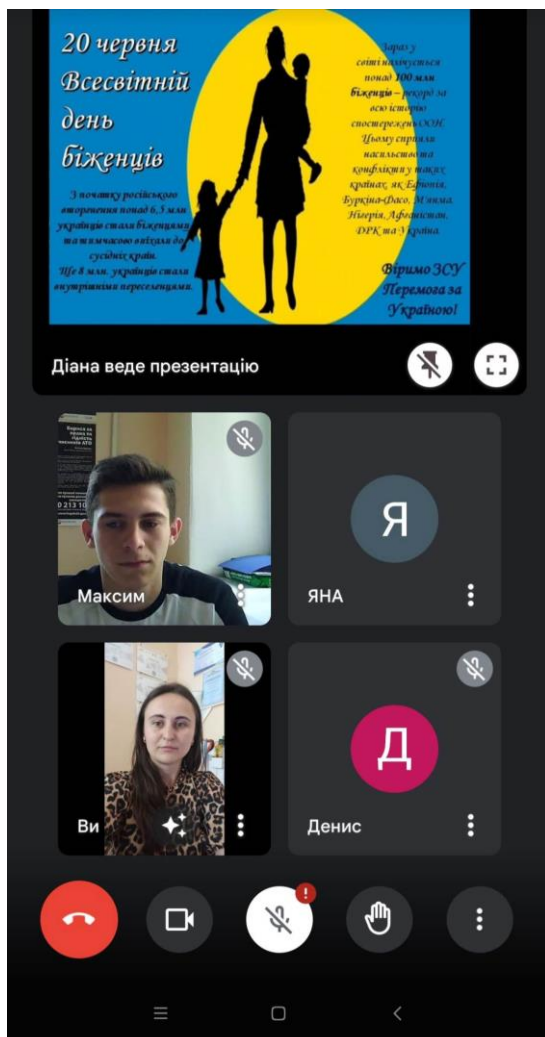 20 червня
Всесвітній
день
біженців
З початку російського
вторгнення понад 6,5 млн
українців стали біженцями
та тимчасово виїхали до
сусідніх країн.
Ще 8 млн. українців стали
внутрішніми переселенцями.
Зараз у
світі налічується
понад 100 млн
біженців – рекорд за
всю історію
спостережень ООН.
Цьому сприяли
насильство та
конфлікти у таких
країнах, як Ефіопія,
Буркіна-Фасо, М'янма,
Нігерія, Афганістан,
ДРК та Україна.
Віримо ЗСУ
Перемога за
Україною!
Діана веде презентацію
0 213 10
Максим
Я
ЯНА
Ви
Д
Денис